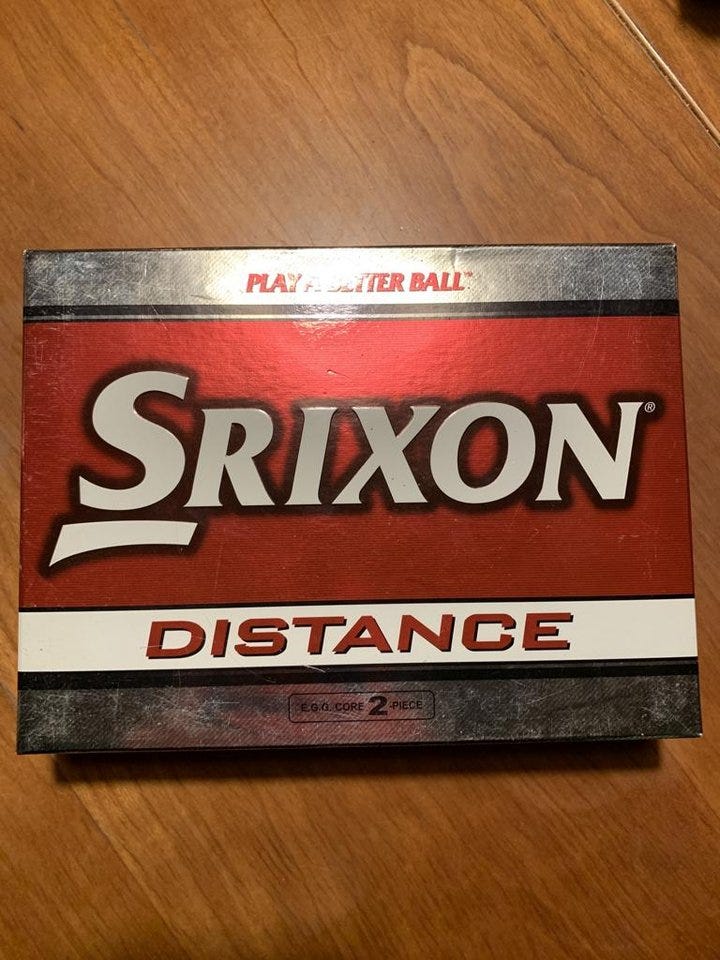 PLAY A BETTER BALL™
SRIXON®
DISTANCE
E.G.G. CORE 2-PIECE